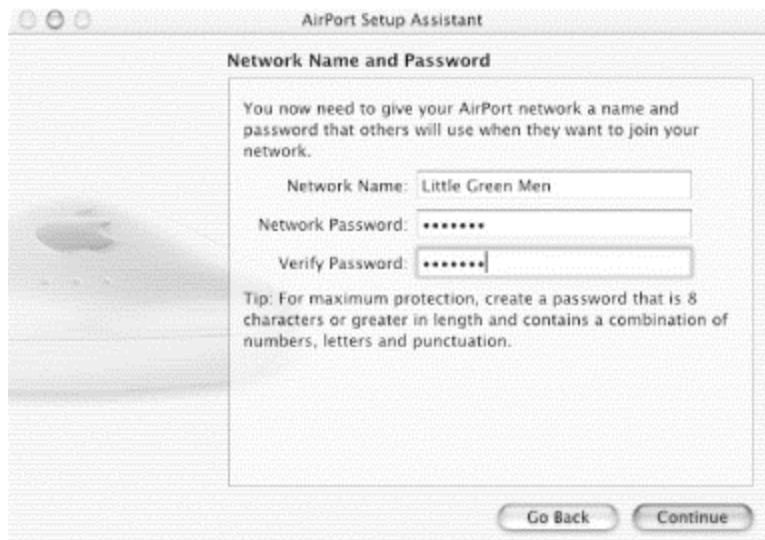 AirPort Setup Assistant
Network Name and Password
You now need to give your AirPort network a name and
password that others will use when they want to join your
network.
Network Name: Little Green Men
Network Password: •••••••
Verify Password: •••••••
Tip: For maximum protection, create a password that is 8
characters or greater in length and contains a combination of
numbers, letters and punctuation.
Go Back Continue